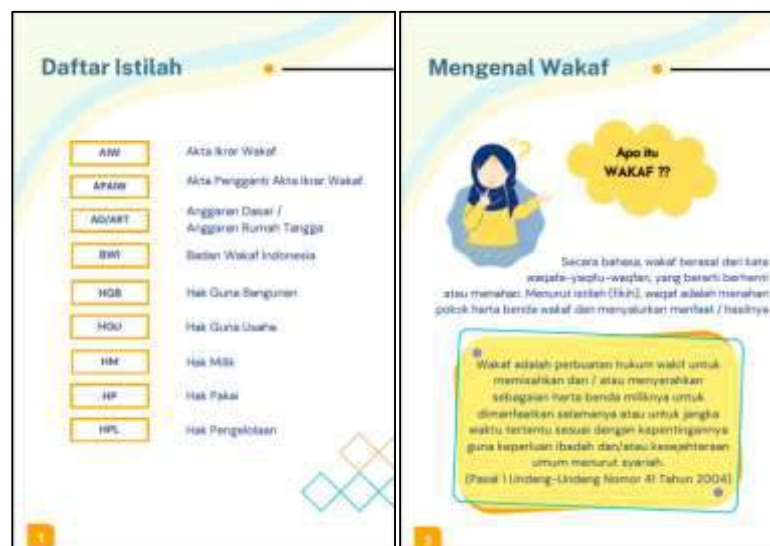 Daftar Istilah
AIW Akta Ikrar Wakaf
APAIW Akta Pengganti Akta Ikrar Wakaf
AD/ART Anggaran Dasar /
Anggaran Rumah Tangga
BWI Badan Wakaf Indonesia
HGB Hak Guna Bangunan
HGU Hak Guna Usaha
HM Hak Milik
HP Hak Pakai
HPL Hak Pengelolaan
1
Mengenal Wakaf
?
Apa itu
WAKAF ??
Secara bahasa, wakaf berasal dari kata
waqafa-yaqifu-waqfan, yang berarti berhenti
atau menahan. Menurut istilah (fikih), waqaf adalah menahan
pokok harta benda wakaf dan menyalurkan manfaat / hasilnya
Wakaf adalah perbuatan hukum wakif untuk
memisahkan dan / atau menyerahkan
sebagaian harta benda miliknya untuk
dimanfaatkan selamanya atau untuk jangka
waktu tertentu sesuai dengan kepentingannya
guna keperluan ibadah dan/atau kesejahteraan
umum menurut syariah.
(Pasal 1 Undang-Undang Nomor 41 Tahun 2004)
3